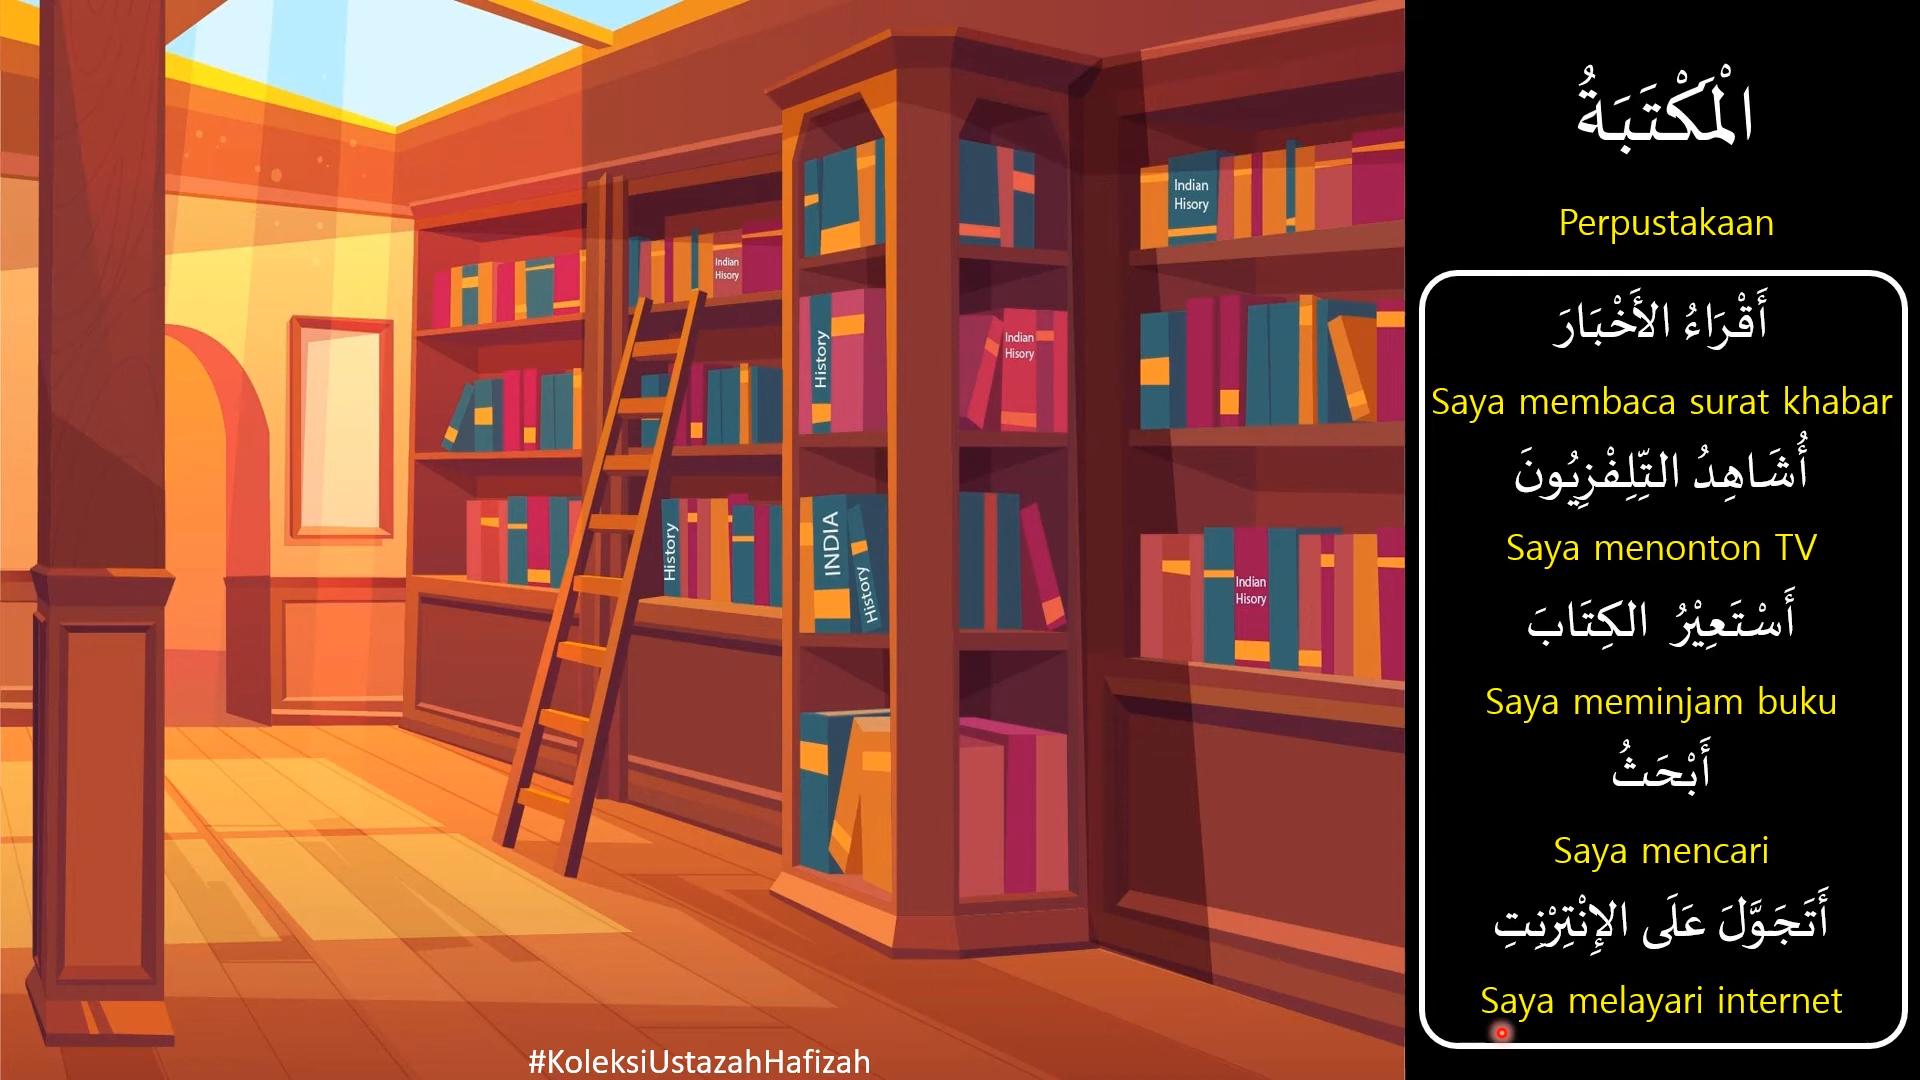 الْمَكْتَبَةُ
Perpustakaan
أَقْرَاءُ الأَخْبَارَ
Saya membaca surat khabar
أُشَاهِدُ التِّلِفْزِيُونَ
Saya menonton TV
أَسْتَعِيْرُ الكِتَابَ
Saya meminjam buku
أَبْحَثُ
Saya mencari
أَتَجَوَّلَ عَلَى الإِنْتِرْنِتِ
Saya melayari internet
Indian
Hisory
Indian
Hisory
History
Indian
Hisory
History
INDIA
History
Indian
Hisory
#KoleksiUstazahHafizah